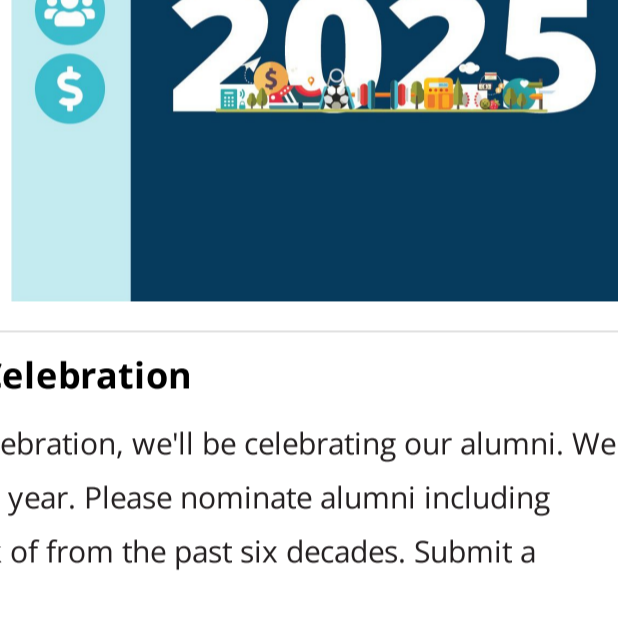 2025
elebration
ebration, we'll be celebrating our alumni. We
year. Please nominate alumni including
of from the past six decades. Submit a